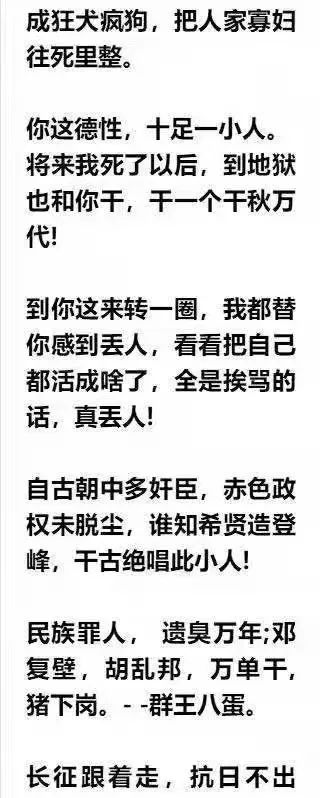 成狂犬疯狗，把人家寡妇
往死里整。
你这德性，十足一小人。
将来我死了以后，到地狱
也和你干，干一个干秋万
代!
到你这来转一圈，我都替
你感到丢人，看看把自己
都活成啥了，全是挨骂的
话，真丢人!
自古朝中多奸臣，赤色政
权未脱尘，谁知希贤造登
峰，干古绝唱此小人!
民族罪人， 遗臭万年;邓
复壁，胡乱邦，万单干,
猪下岗。- -群王八蛋。
长征跟着走，抗日不出